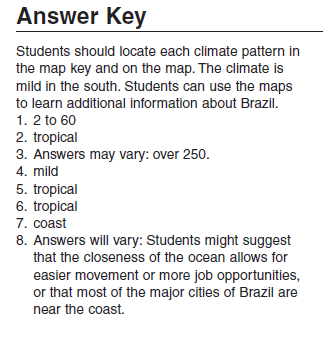 Answer Key
Students should locate each climate pattern in
the map key and on the map. The climate is
mild in the south. Students can use the maps
to learn additional information about Brazil.
1. 2 to 60
2. tropical
3. Answers may vary: over 250.
4. mild
5. tropical
6. tropical
7. coast
8. Answers will vary: Students might suggest
that the closeness of the ocean allows for
easier movement or more job opportunities,
or that most of the major cities of Brazil are
near the coast.